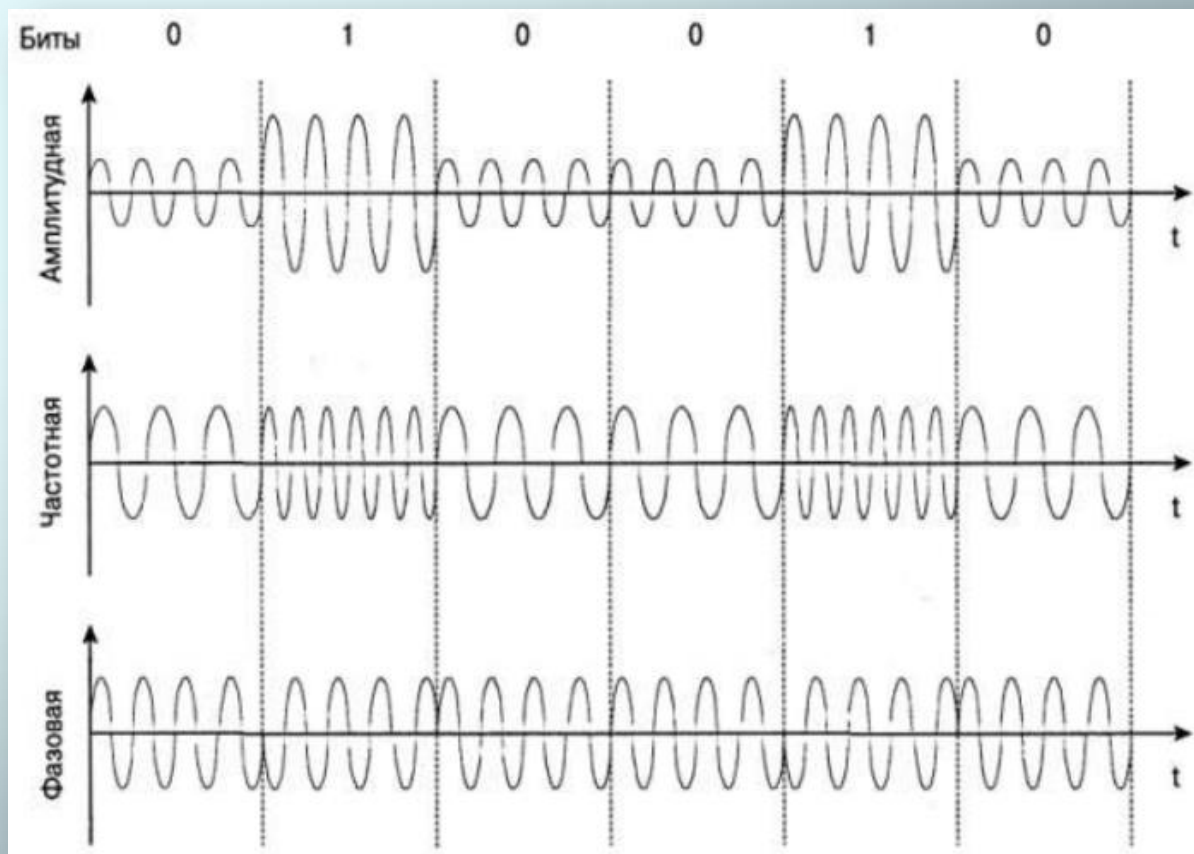 Биты 0 1 0 0 1 0
Амплитудная
t
Частотная
t
Фазовая
t